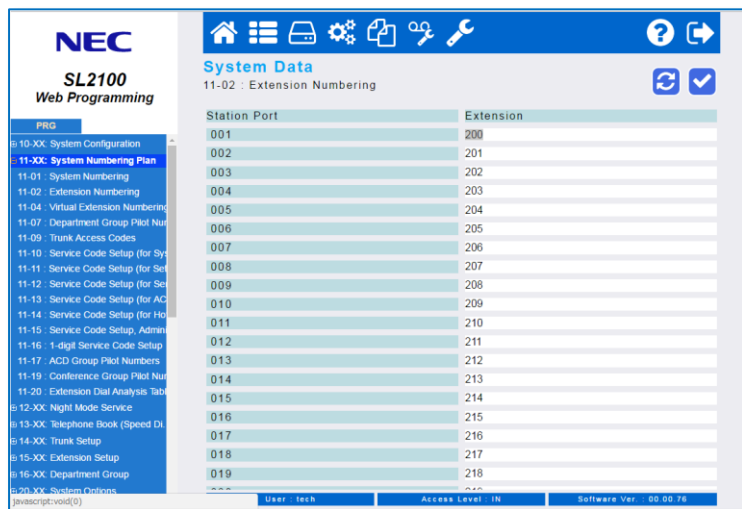 NEC
SL2100
Web Programming
PRG
10-XX: System Configuration
11-XX: System Numbering Plan
11-01 : System Numbering
11-02 : Extension Numbering
11-04 : Virtual Extension Numbering
11-07 : Department Group Pilot Nur
11-09 : Trunk Access Codes
11-10 : Service Code Setup (for Sy
11-11 : Service Code Setup (for Set
11-12 : Service Code Setup (for Ser
11-13 : Service Code Setup (for AC
11-14 : Service Code Setup (for Ho
11-15 : Service Code Setup, Admini
11-16 : 1-digit Service Code Setup
11-17 : ACD Group Pilot Numbers
11-19 : Conference Group Pilot Nur
11-20 : Extension Dial Analysis Tabl
12-XX: Night Mode Service
13-XX: Telephone Book (Speed Di.
14-XX: Trunk Setup
15-XX: Extension Setup
16-XX: Department Group
20-XX: System Options
javascript:void(0)
System Data
11-02 : Extension Numbering
Station Port Extension
001 200
002 201
003 202
004 203
005 204
006 205
007 206
008 207
009 208
010 209
011 210
012 211
013 212
014 213
015 214
016 215
017 216
018 217
019 218
User : tech Access Level : IN Software Ver. : 00.00.76